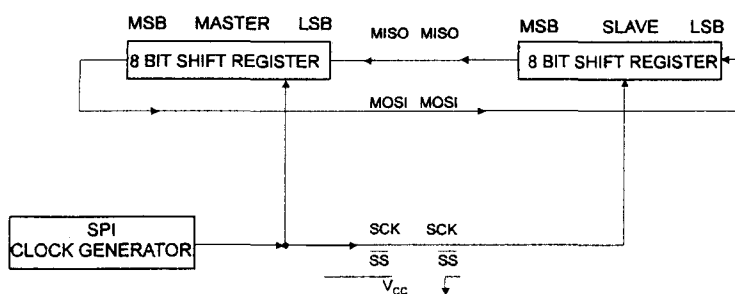 MSB MASTER LSB MISO MISO MSB SLAVE LSB
8 BIT SHIFT REGISTER 8 BIT SHIFT REGISTER
MOSI MOSI
SPI
CLOCK GENERATOR
SCK SCK
SS SS
VCC